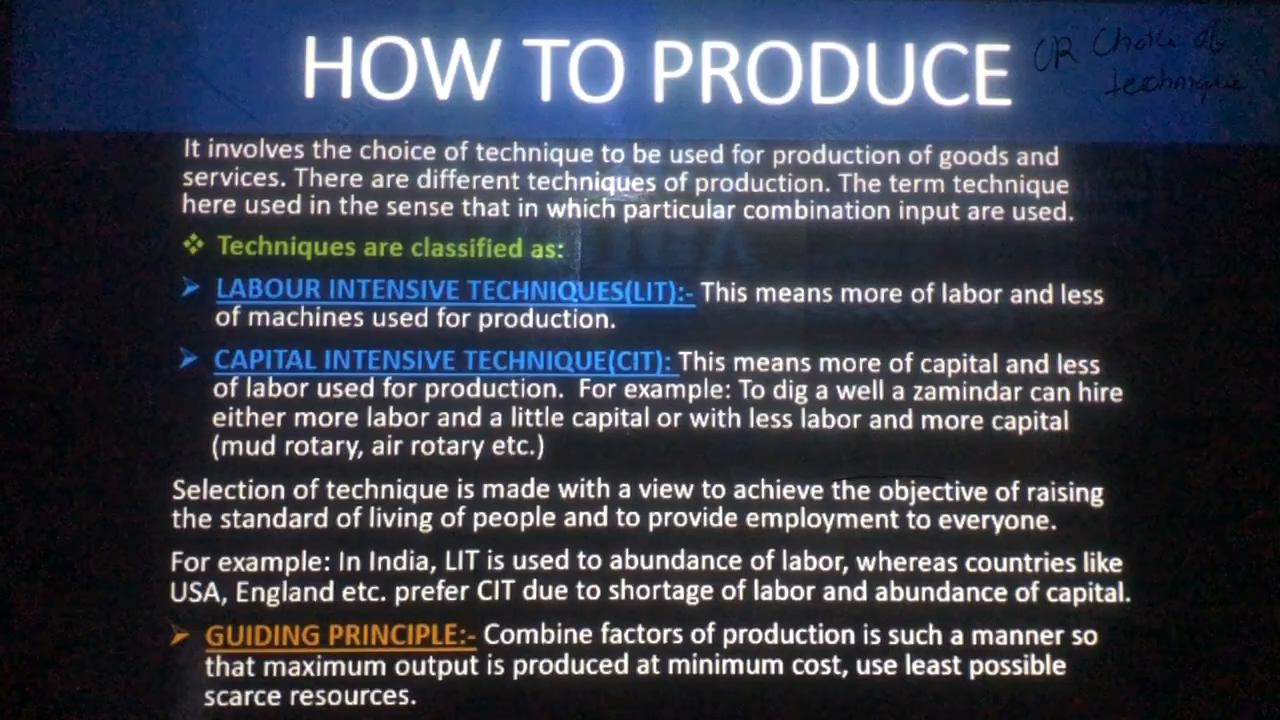 HOW TO PRODUCE
OR Choice of
technique
It involves the choice of technique to be used for production of goods and
services. There are different techniques of production. The term technique
here used in the sense that in which particular combination input are used.
❖ Techniques are classified as:
➤ LABOUR INTENSIVE TECHNIQUES(LIT):- This means more of labor and less
of machines used for production.
➤ CAPITAL INTENSIVE TECHNIQUE(CIT): This means more of capital and less
of labor used for production. For example: To dig a well a zamindar can hire
either more labor and a little capital or with less labor and more capital
(mud rotary, air rotary etc.)
Selection of technique is made with a view to achieve the objective of raising
the standard of living of people and to provide employment to everyone.
For example: In India, LIT is used to abundance of labor, whereas countries like
USA, England etc. prefer CIT due to shortage of labor and abundance of capital.
➤ GUIDING PRINCIPLE:- Combine factors of production is such a manner so
that maximum output is produced at minimum cost, use least possible
scarce resources.